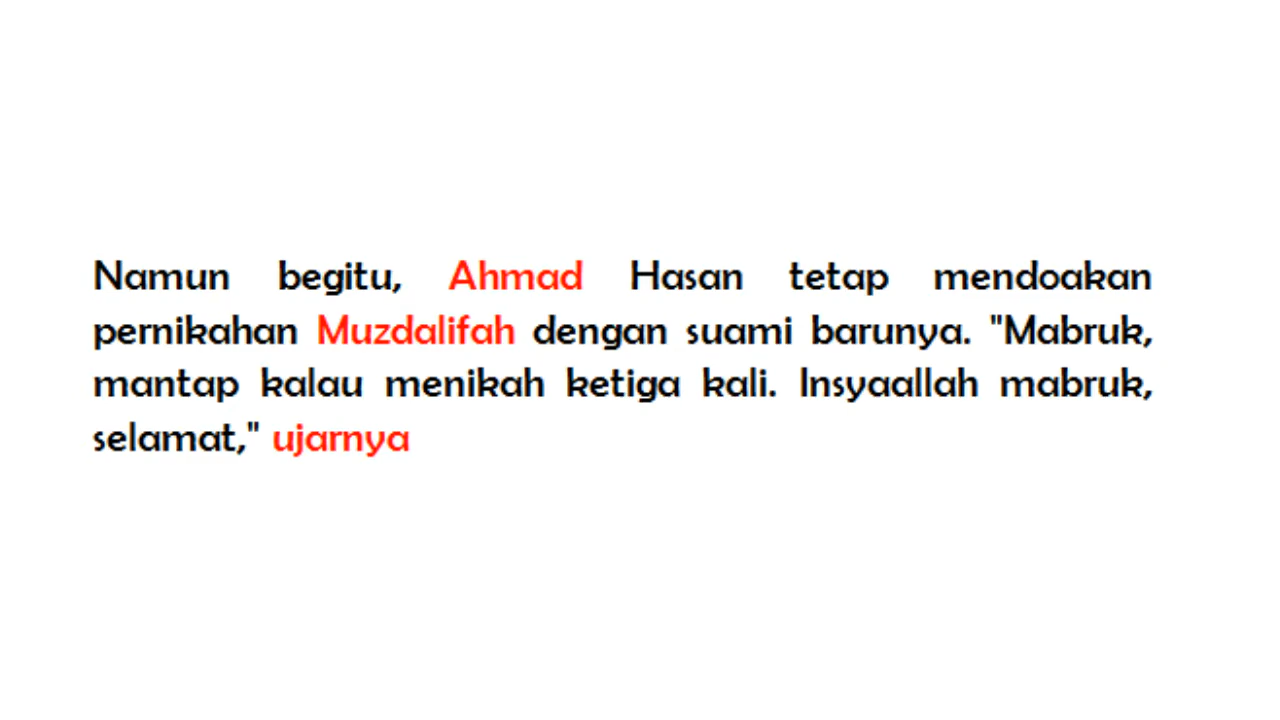 Namun begitu, Ahmad Hasan tetap mendoakan
pernikahan Muzdalifah dengan suami barunya. "Mabruk,
mantap kalau menikah ketiga kali. Insyaallah mabruk,
selamat," ujarnya